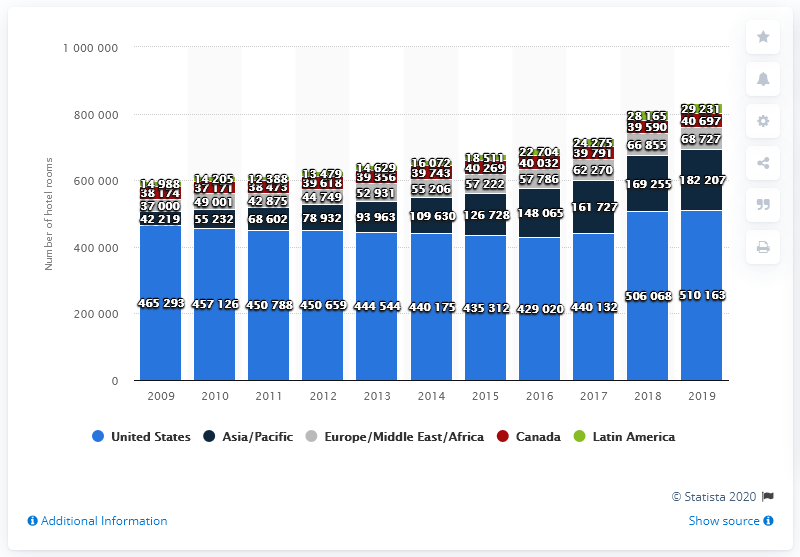 1 000 000
800 000
600 000
400 000
200 000
0
Number of hotel rooms
14 988 14 205 12 388 13 479 14 629 16 072 18 511 22 704 24 275 28 165 29 231
38 174 37 171 38 473 39 618 39 356 39 743 40 269 40 032 39 791 39 590 40 697
37 000 49 001 42 875 44 749 52 931 55 206 57 222 57 786 62 270 66 855 68 727
42 219 55 232 68 602 78 932 93 963 109 630 126 728 148 065 161 727 169 255 182 207
465 293 457 126 450 788 450 659 444 544 440 175 435 312 429 020 440 132 506 068 510 163
2009 2010 2011 2012 2013 2014 2015 2016 2017 2018 2019
United States Asia/Pacific Europe/Middle East/Africa Canada Latin America
© Statista 2020
Additional Information Show source